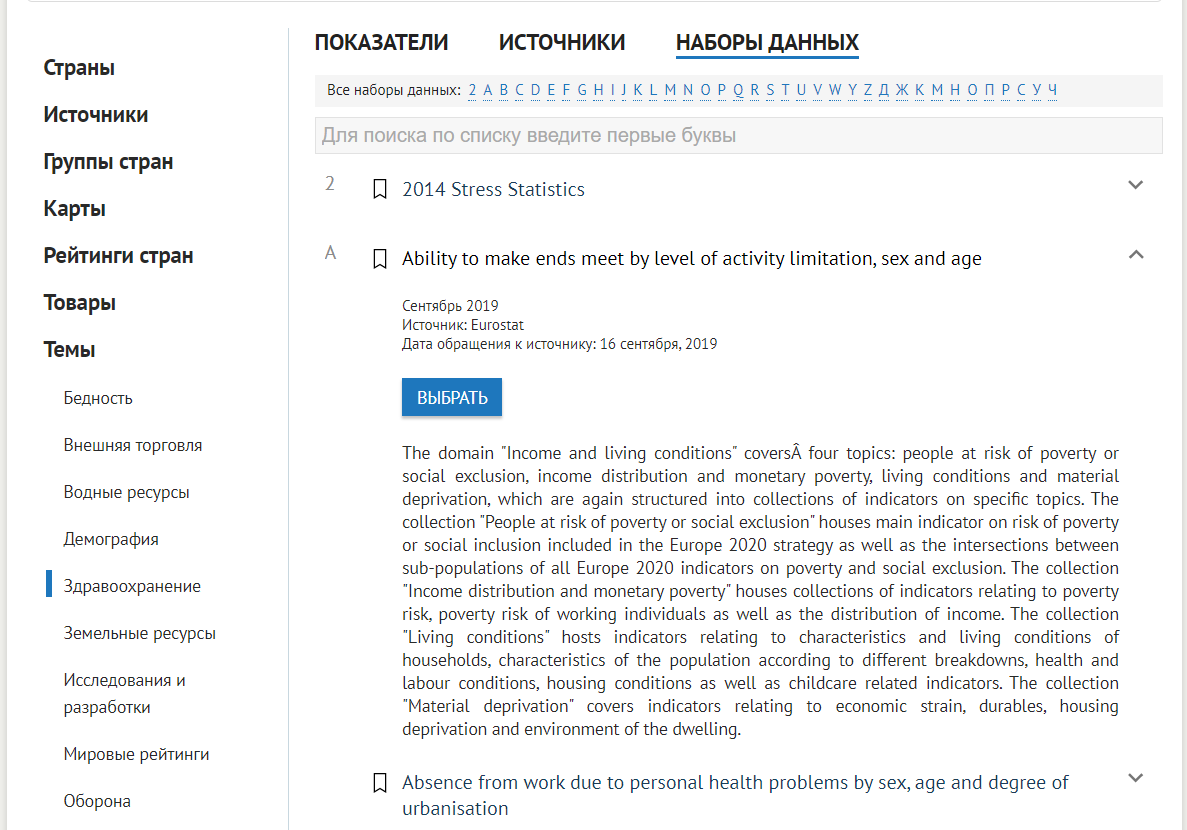 Страны
Источники
Группы стран
Карты
Рейтинги стран
Товары
Темы
Бедность
Внешняя торговля
Водные ресурсы
Демография
Здравоохранение
Земельные ресурсы
Исследования и
разработки
Мировые рейтинги
Оборона
ПОКАЗАТЕЛИ ИСТОЧНИКИ НАБОРЫ ДАННЫХ
Все наборы данных: 2 A B C D E F G H I J K L M N O P Q R S T U V W Y Z Д Ж К М Н О П Р С У Ч
Для поиска по списку введите первые буквы
2 2014 Stress Statistics
A Ability to make ends meet by level of activity limitation, sex and age
Сентябрь 2019
Источник: Eurostat
Дата обращения к источнику: 16 сентября, 2019
ВЫБРАТЬ
The domain "Income and living conditions" coversÂ four topics: people at risk of poverty or
social exclusion, income distribution and monetary poverty, living conditions and material
deprivation, which are again structured into collections of indicators on specific topics. The
collection "People at risk of poverty or social exclusion" houses main indicator on risk of poverty
or social inclusion included in the Europe 2020 strategy as well as the intersections between
sub-populations of all Europe 2020 indicators on poverty and social exclusion. The collection
"Income distribution and monetary poverty" houses collections of indicators relating to poverty
risk, poverty risk of working individuals as well as the distribution of income. The collection
"Living conditions" hosts indicators relating to characteristics and living conditions of
households, characteristics of the population according to different breakdowns, health and
labour conditions, housing conditions as well as childcare related indicators. The collection
"Material deprivation" covers indicators relating to economic strain, durables, housing
deprivation and environment of the dwelling.
Absence from work due to personal health problems by sex, age and degree of
urbanisation